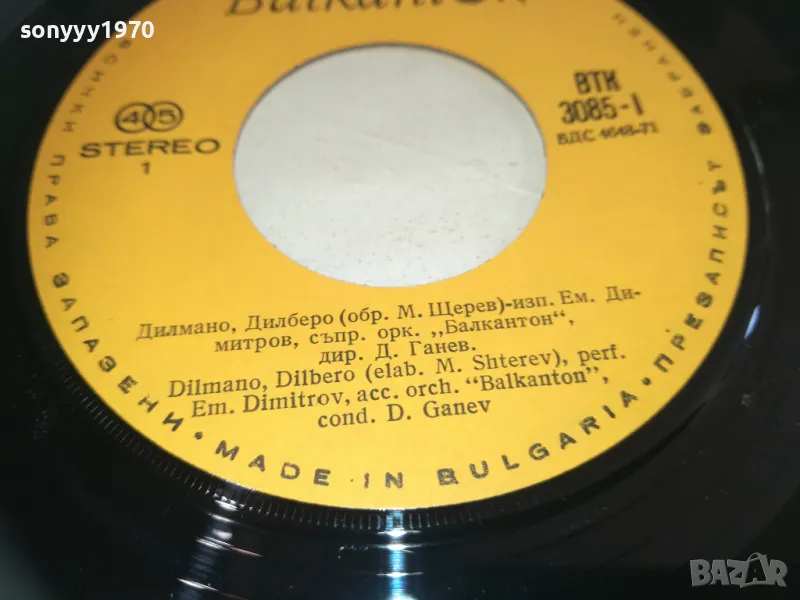 sonyyy1970
Balkanton
45
STEREO
1
ВТК
3085-1
БДС 4648-71
Дилмано, Дилберо (обр. М. Щерев)-изп. Ем. Ди-
митров, съпр. орк. „Балкантон”,
дир. Д. Ганев.
Dilmano, Dilbero (elab. M. Shterev), perf.
Em. Dimitrov, acc. orch. “Balkanton”,
cond. D. Ganev
ВСИЧКИ ПРАВА ЗАПАЗЕНИ • MADE IN BULGARIA • ПРЕЗАПИСЪТ ЗАБРАНЕН
BAZAR